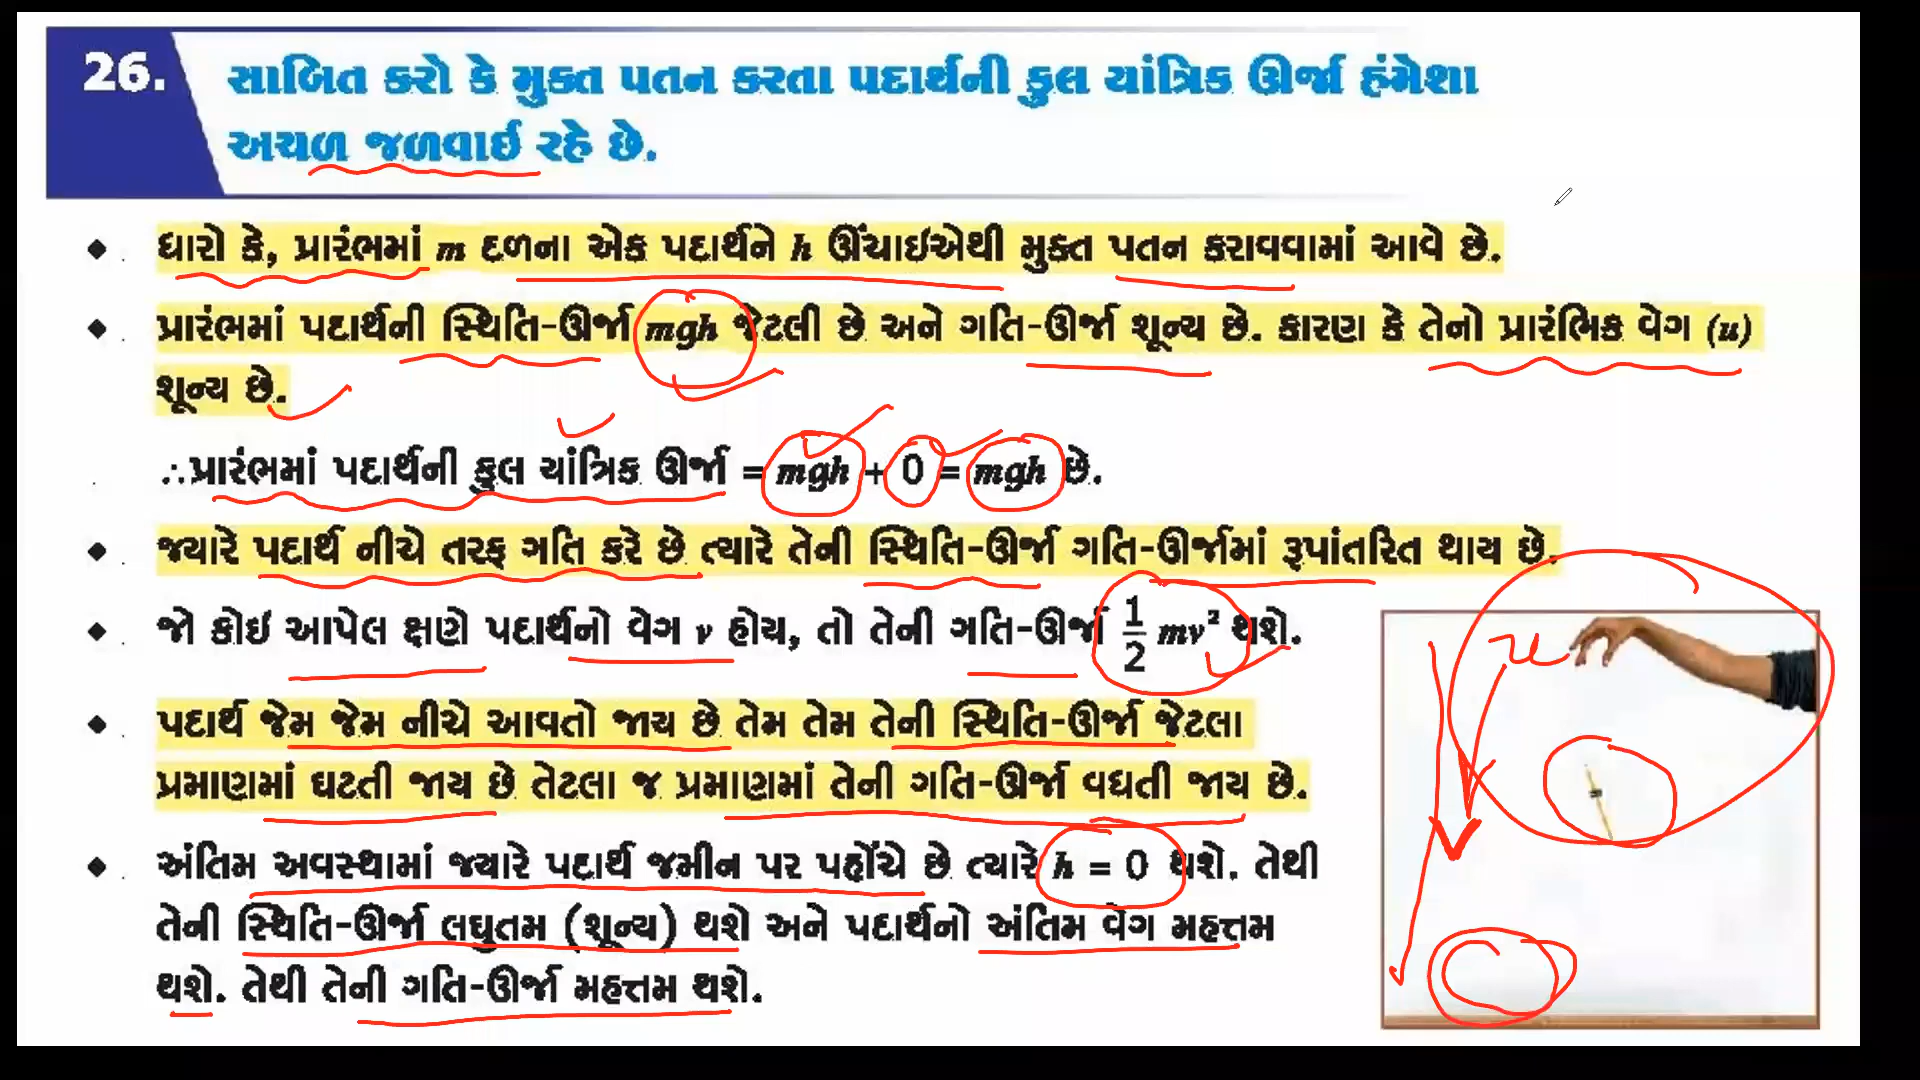 26.
સાબિત કરો કે મુક્ત પતન કરતા પદાર્થની કુલ યાંત્રિક ઊર્જા હંમેશા
અચળ જળવાઈ રહે છે.
◆ ધારો કે, પ્રારંભમાં m દળના એક પદાર્થને h ઊંચાઇએથી મુક્ત પતન કરાવવામાં આવે છે.
◆ પ્રારંભમાં પદાર્થની સ્થિતિ-ઊર્જા mgh જેટલી છે અને ગતિ-ઊર્જા શૂન્ય છે. કારણ કે તેનો પ્રારંભિક વેગ (u)
શૂન્ય છે.
∴પ્રારંભમાં પદાર્થની કુલ યાંત્રિક ઊર્જા = mgh + 0 = mgh છે.
◆ જ્યારે પદાર્થ નીચે તરફ ગતિ કરે છે ત્યારે તેની સ્થિતિ-ઊર્જા ગતિ-ઊર્જામાં રૂપાંતરિત થાય છે.
◆ જો કોઇ આપેલ ક્ષણે પદાર્થનો વેગ v હોય, તો તેની ગતિ-ઊર્જા 1/2 mv² થશે.
u
◆ પદાર્થ જેમ જેમ નીચે આવતો જાય છે તેમ તેમ તેની સ્થિતિ-ઊર્જા જેટલા
પ્રમાણમાં ઘટતી જાય છે તેટલા જ પ્રમાણમાં તેની ગતિ-ઊર્જા વધતી જાય છે.
◆ અંતિમ અવસ્થામાં જ્યારે પદાર્થ જમીન પર પહોંચે છે ત્યારે h = 0 થશે. તેથી
તેની સ્થિતિ-ઊર્જા લઘુતમ (શૂન્ય) થશે અને પદાર્થનો અંતિમ વેગ મહત્તમ
થશે. તેથી તેની ગતિ-ઊર્જા મહત્તમ થશે.